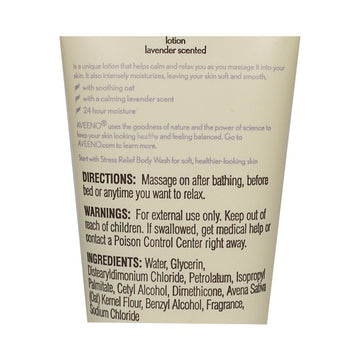 lotion
lavender scented
is a unique lotion that helps calm and relax you as you massage it into your
skin. It also intensely moisturizes, leaving your skin soft and smooth,
with soothing oat
with a calming lavender scent
24 hour moisture
AVEENO® uses the goodness of nature and the power of science to
keep your skin looking healthy and feeling balanced. Go to
AVEENO.com to learn more.
Start with Stress Relief Body Wash for soft, healthier-looking skin
DIRECTIONS: Massage on after bathing, before
bed or anytime you want to relax.
WARNINGS: For external use only. Keep out of
reach of children. If swallowed, get medical help or
contact a Poison Control Center right away.
INGREDIENTS: Water, Glycerin,
Distearyldimonium Chloride, Petrolatum, Isopropyl
Palmitate, Cetyl Alcohol, Dimethicone, Avena Sativa
(Oat) Kernel Flour, Benzyl Alcohol, Fragrance,
Sodium Chloride